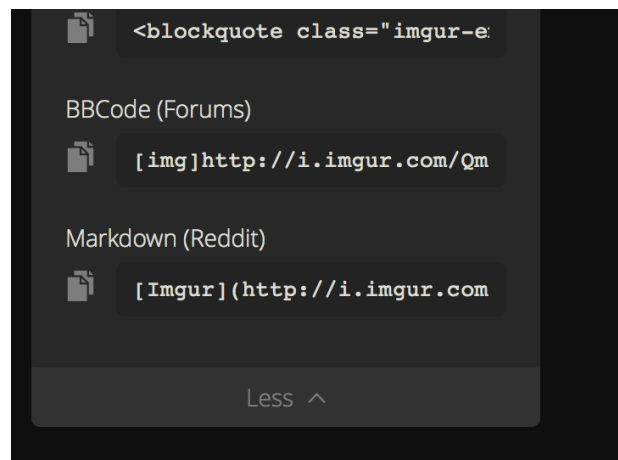 <blockquote class="imgur-e
BBCode (Forums)
[img]http://i.imgur.com/Qm
Markdown (Reddit)
[Imgur](http://i.imgur.com
Less